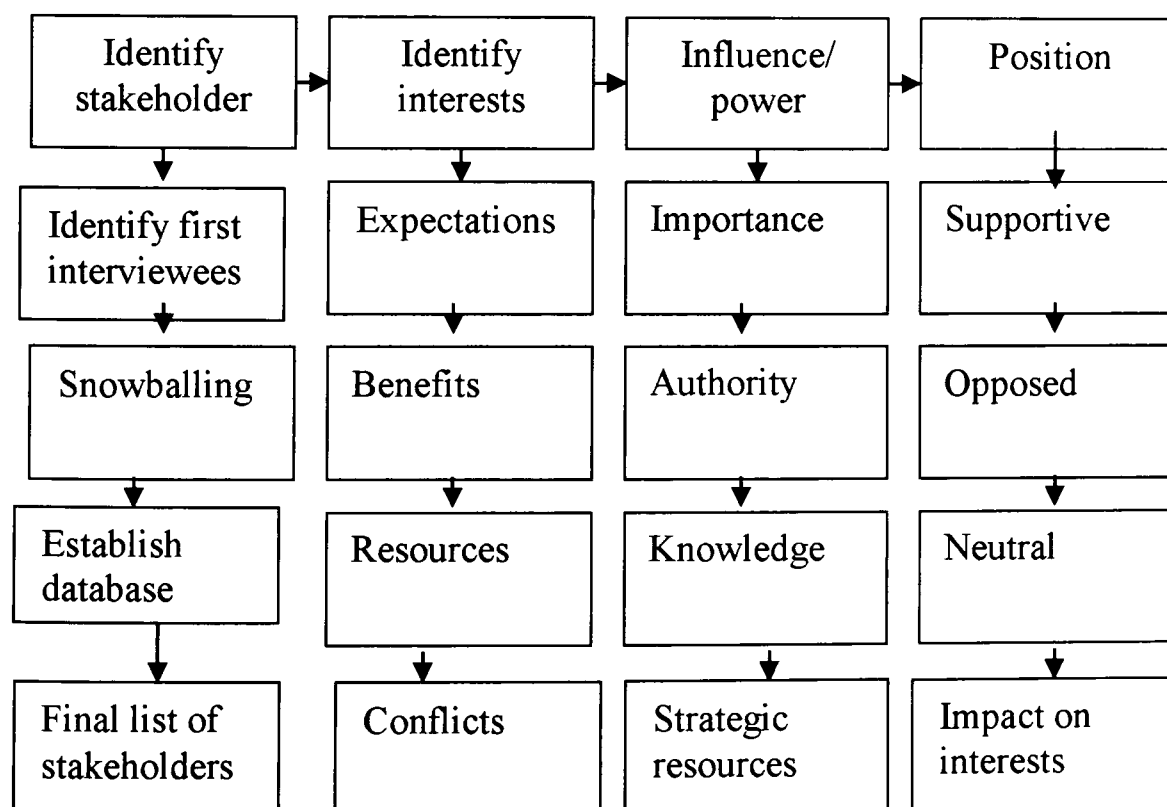 Identify
stakeholder
Identify
interests
Influence/
power
Position
Identify first
interviewees
Expectations
Importance
Supportive
Snowballing
Benefits
Authority
Opposed
Establish
database
Resources
Knowledge
Neutral
Final list of
stakeholders
Conflicts
Strategic
resources
Impact on
interests